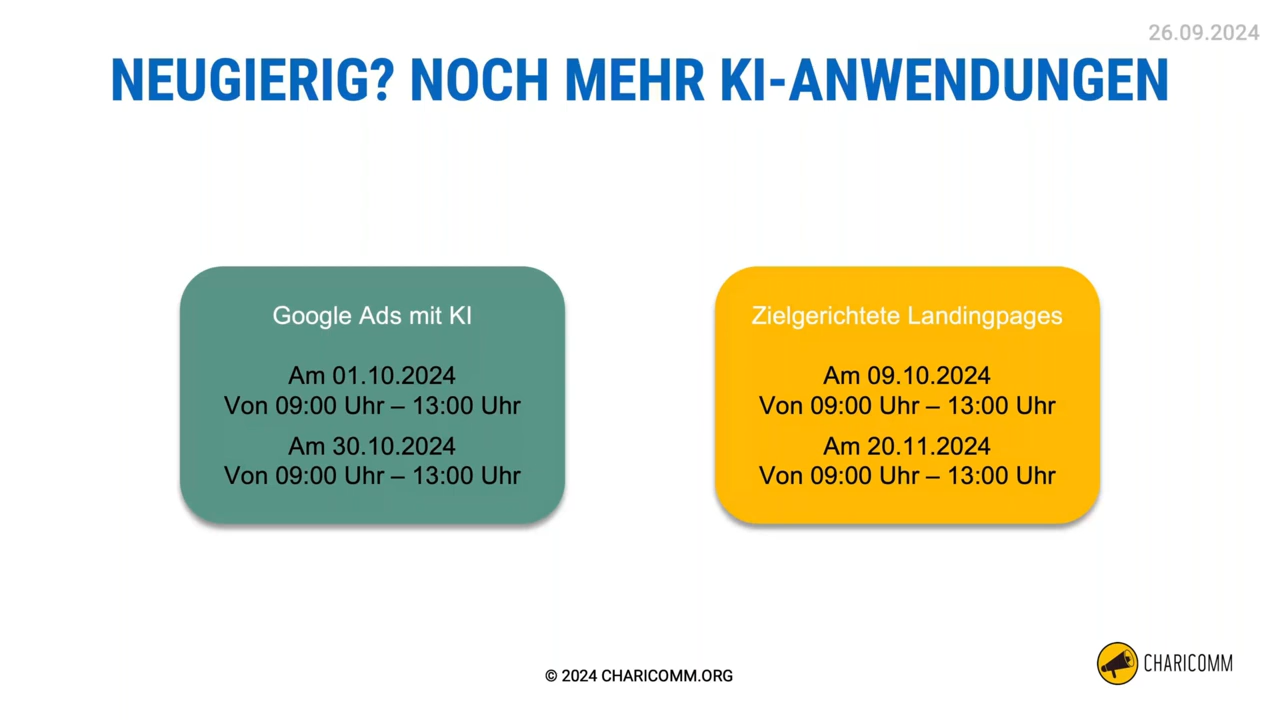 26.09.2024
NEUGIERIG? NOCH MEHR KI-ANWENDUNGEN
Google Ads mit KI
Am 01.10.2024
Von 09:00 Uhr – 13:00 Uhr
Am 30.10.2024
Von 09:00 Uhr – 13:00 Uhr
Zielgerichtete Landingpages
Am 09.10.2024
Von 09:00 Uhr – 13:00 Uhr
Am 20.11.2024
Von 09:00 Uhr – 13:00 Uhr
© 2024 CHARICOMM.ORG
CHARICOMM